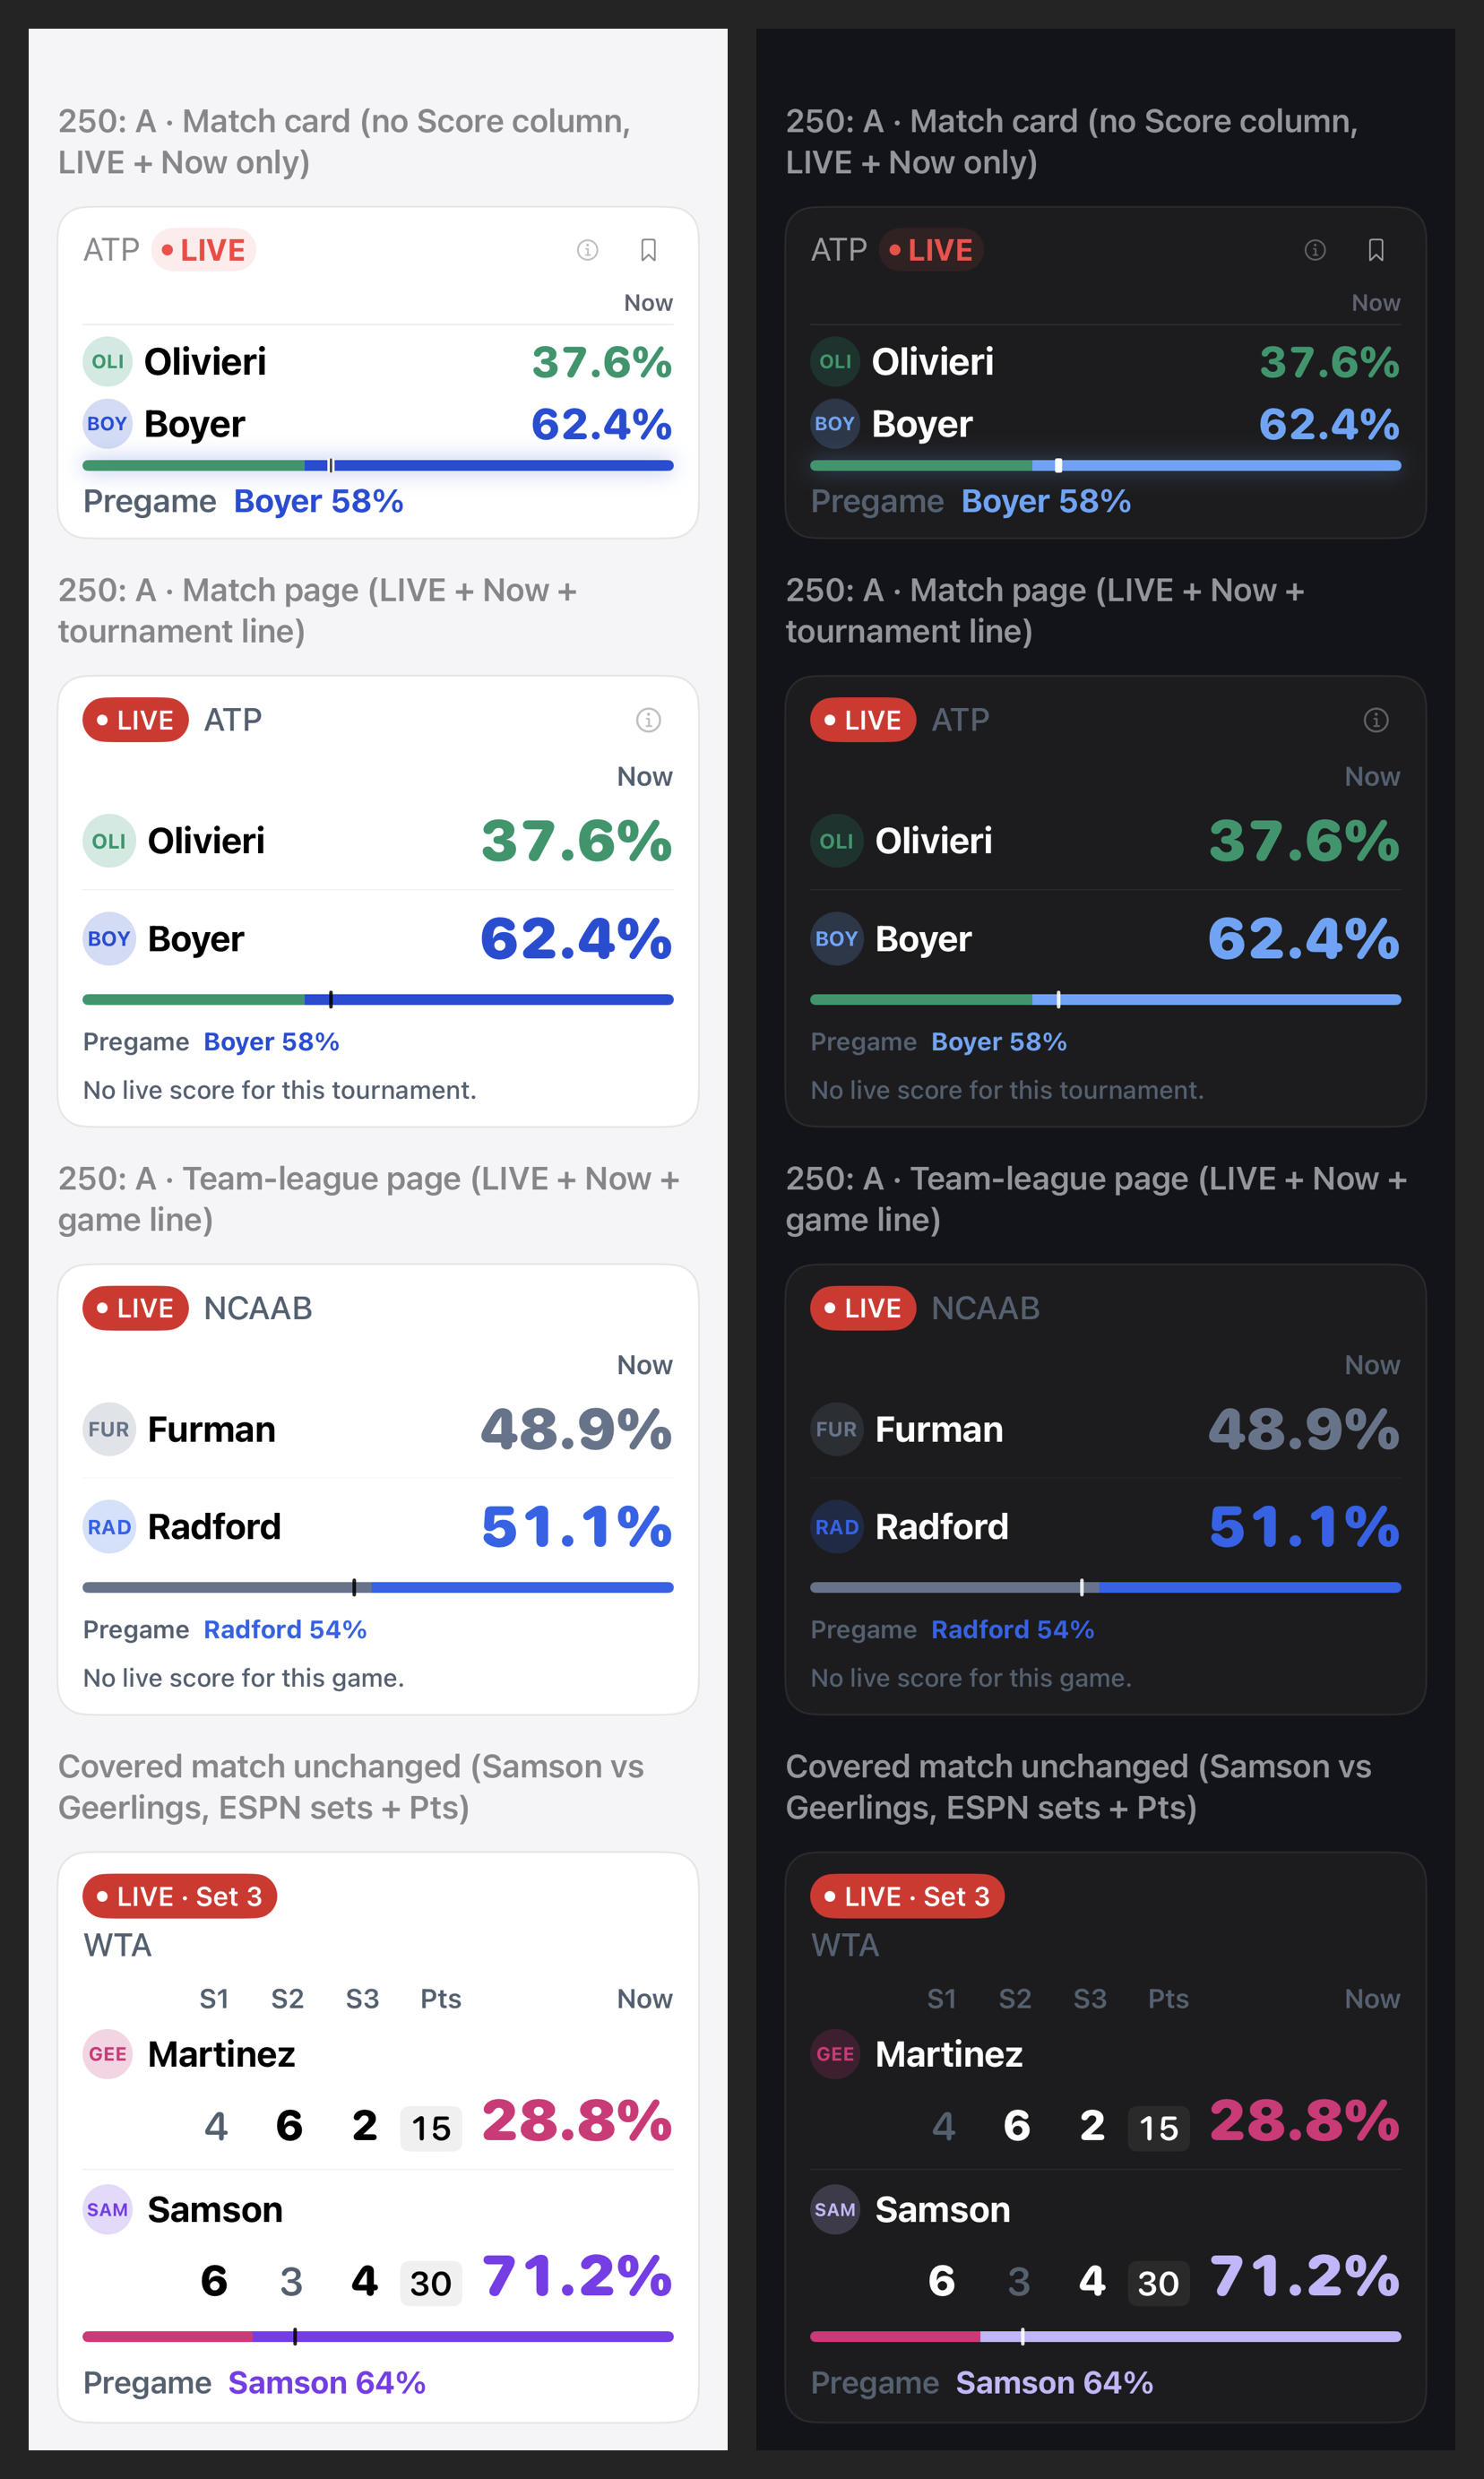 250: A · Match card (no Score column,
LIVE + Now only)
ATP LIVE
Now
OLI Olivieri 37.6%
BOY Boyer 62.4%
Pregame Boyer 58%
250: A · Match page (LIVE + Now +
tournament line)
LIVE ATP
Now
OLI Olivieri 37.6%
BOY Boyer 62.4%
Pregame Boyer 58%
No live score for this tournament.
250: A · Team-league page (LIVE + Now +
game line)
LIVE NCAAB
Now
FUR Furman 48.9%
RAD Radford 51.1%
Pregame Radford 54%
No live score for this game.
Covered match unchanged (Samson vs
Geerlings, ESPN sets + Pts)
LIVE · Set 3
WTA
S1 S2 S3 Pts Now
GEE Martinez
4 6 2 15 28.8%
SAM Samson
6 3 4 30 71.2%
Pregame Samson 64%
250: A · Match card (no Score column,
LIVE + Now only)
ATP LIVE
Now
OLI Olivieri 37.6%
BOY Boyer 62.4%
Pregame Boyer 58%
250: A · Match page (LIVE + Now +
tournament line)
LIVE ATP
Now
OLI Olivieri 37.6%
BOY Boyer 62.4%
Pregame Boyer 58%
No live score for this tournament.
250: A · Team-league page (LIVE + Now +
game line)
LIVE NCAAB
Now
FUR Furman 48.9%
RAD Radford 51.1%
Pregame Radford 54%
No live score for this game.
Covered match unchanged (Samson vs
Geerlings, ESPN sets + Pts)
LIVE · Set 3
WTA
S1 S2 S3 Pts Now
GEE Martinez
4 6 2 15 28.8%
SAM Samson
6 3 4 30 71.2%
Pregame Samson 64%